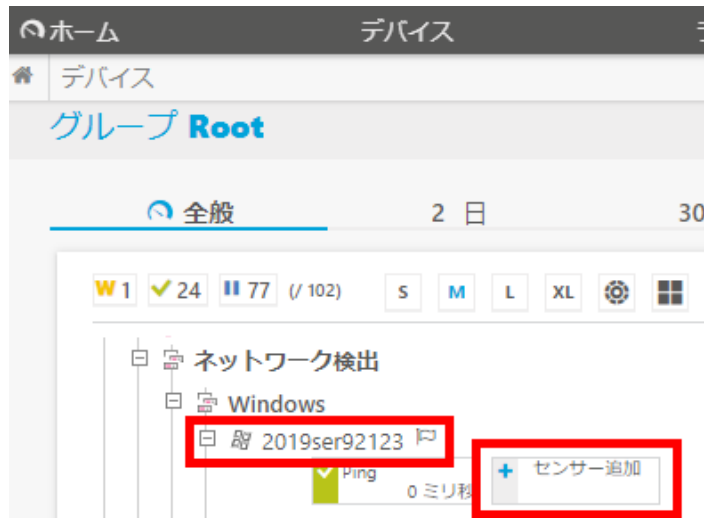 ホーム デバイス
デバイス
グループ Root
全般 2 日 30
W 1 24 77 (/ 102) S M L XL
ネットワーク検出
Windows
2019ser92123
Ping センサー追加
0 ミリ秒